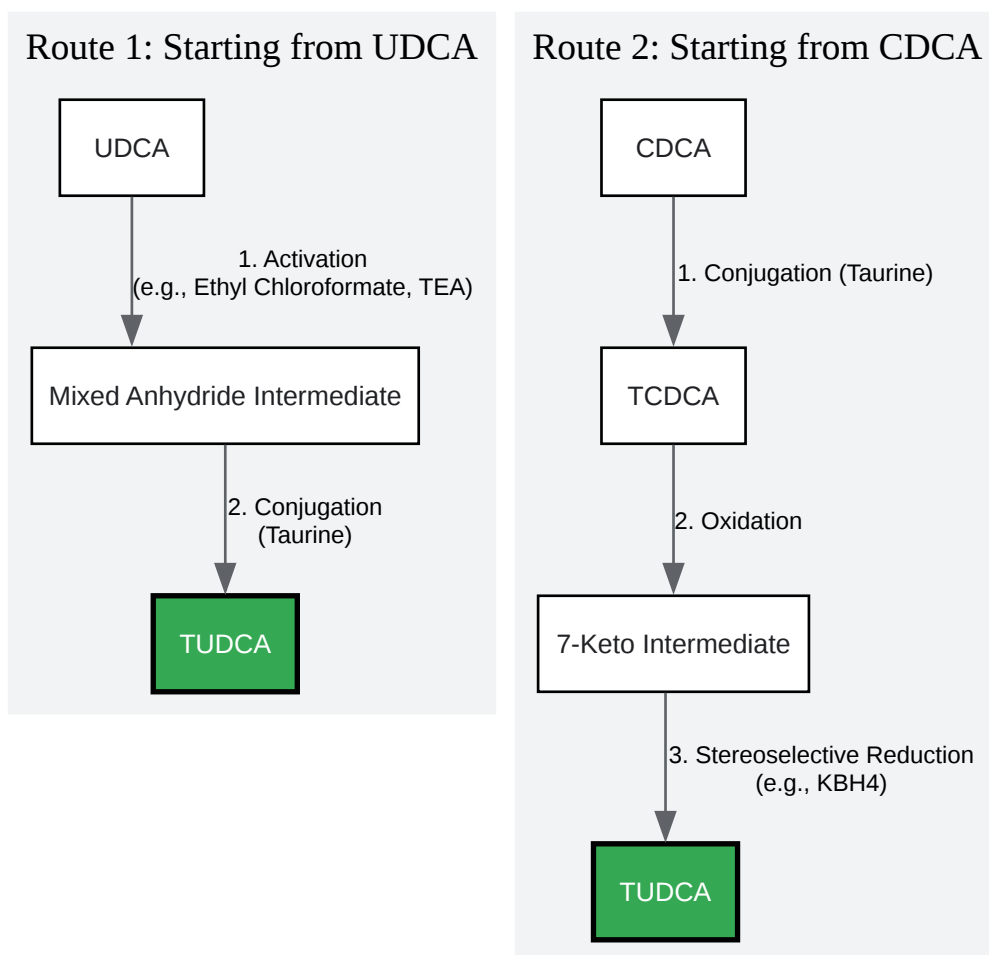 Route 1: Starting from UDCA
UDCA
1. Activation
(e.g., Ethyl Chloroformate, TEA)
Mixed Anhydride Intermediate
2. Conjugation
(Taurine)
TUDCA
Route 2: Starting from CDCA
CDCA
1. Conjugation (Taurine)
TCDCA
2. Oxidation
7-Keto Intermediate
3. Stereoselective Reduction
(e.g., KBH4)
TUDCA